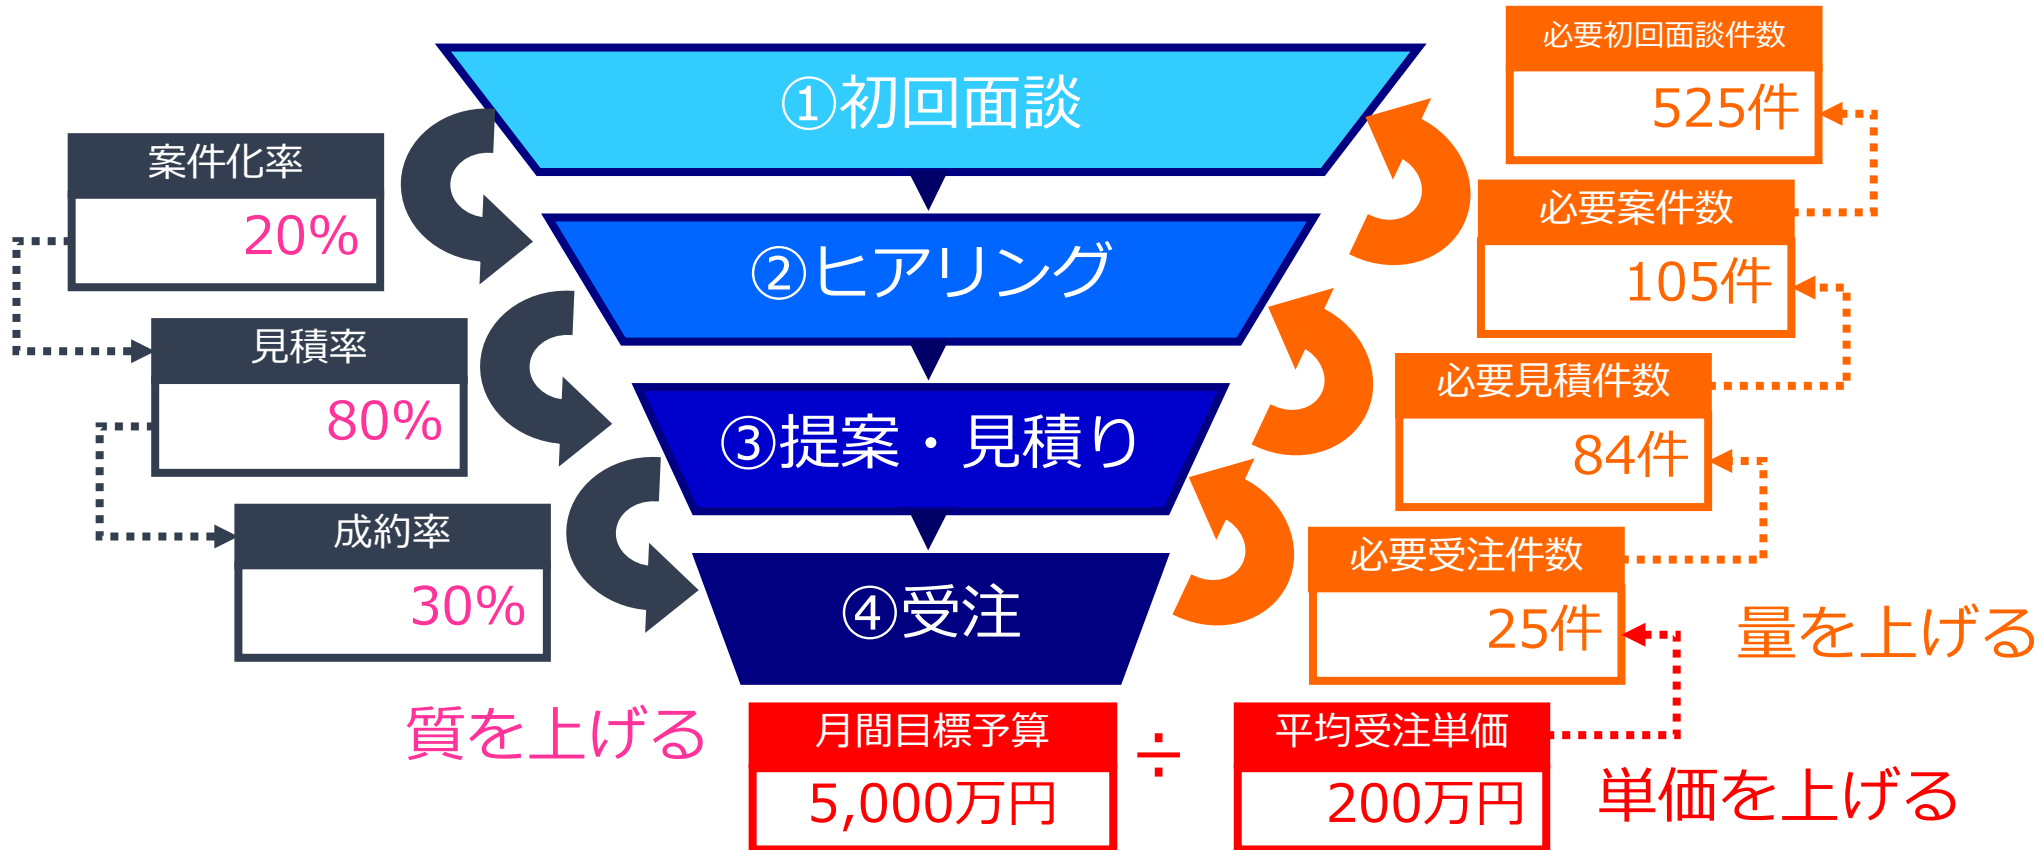 ①初回面談
②ヒアリング
③提案・見積り
④受注
案件化率
20%
見積率
80%
成約率
30%
質を上げる
必要初回面談件数
525件
必要案件数
105件
必要見積件数
84件
必要受注件数
25件
量を上げる
月間目標予算
5,000万円
÷
平均受注単価
200万円
単価を上げる